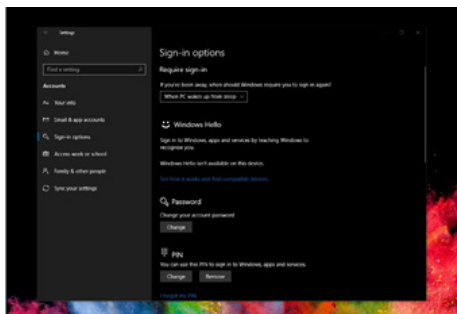 Settings
Home
Find a setting
Accounts
Your info
Email & app accounts
Sign-in options
Access work or school
Family & other people
Sync your settings
Sign-in options
Require sign-in
If you've been away, when should Windows require you to sign in again?
When PC wakes up from sleep
Windows Hello
Sign in to Windows, apps and services by teaching Windows to
recognise you.
Windows Hello isn't available on this device.
See how it works and find compatible devices.
Password
Change your account password
Change
PIN
You can use this PIN to sign in to Windows, apps and services.
Change
Remove
I forgot my PIN